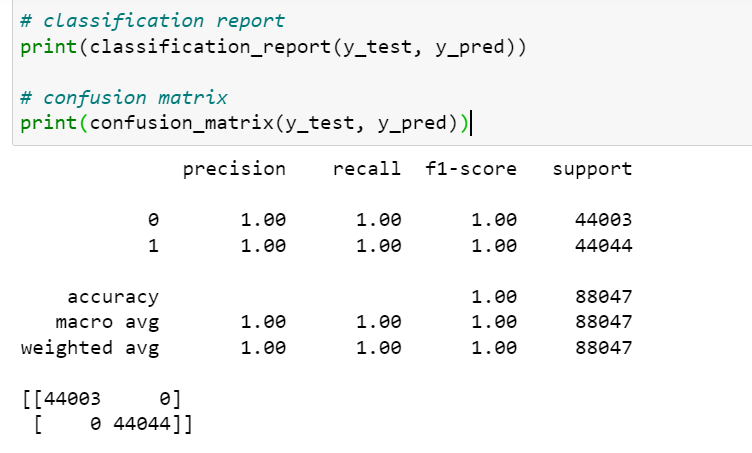 # classification report
print(classification_report(y_test, y_pred))
# confusion matrix
print(confusion_matrix(y_test, y_pred))
precision recall f1-score support
0 1.00 1.00 1.00 44003
1 1.00 1.00 1.00 44044
accuracy 1.00 88047
macro avg 1.00 1.00 1.00 88047
weighted avg 1.00 1.00 1.00 88047
[[44003 0]
[ 0 44044]]